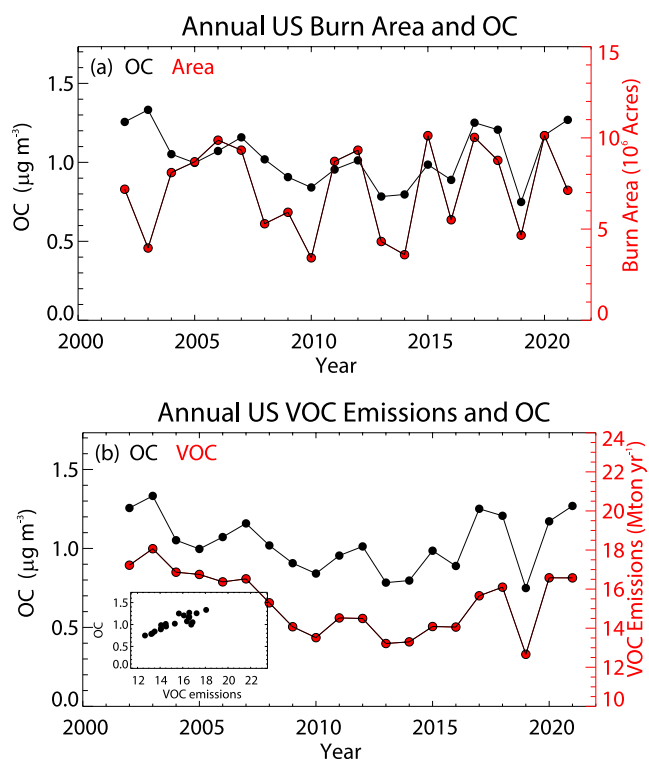 Annual US Burn Area and OC
(a) OC Area
1.5
1.0
0.5
0.0
OC (μg m⁻³)
15
10
5
0
Burn Area (10⁶ Acres)
2000 2005 2010 2015 2020
Year
Annual US VOC Emissions and OC
(b) OC VOC
1.5
1.0
0.5
0.0
OC (μg m⁻³)
24
22
20
18
16
14
12
10
VOC Emissions (Mton yr⁻¹)
1.5
1.0
0.5
0.0
OC
12 14 16 18 20 22
VOC emissions
2000 2005 2010 2015 2020
Year